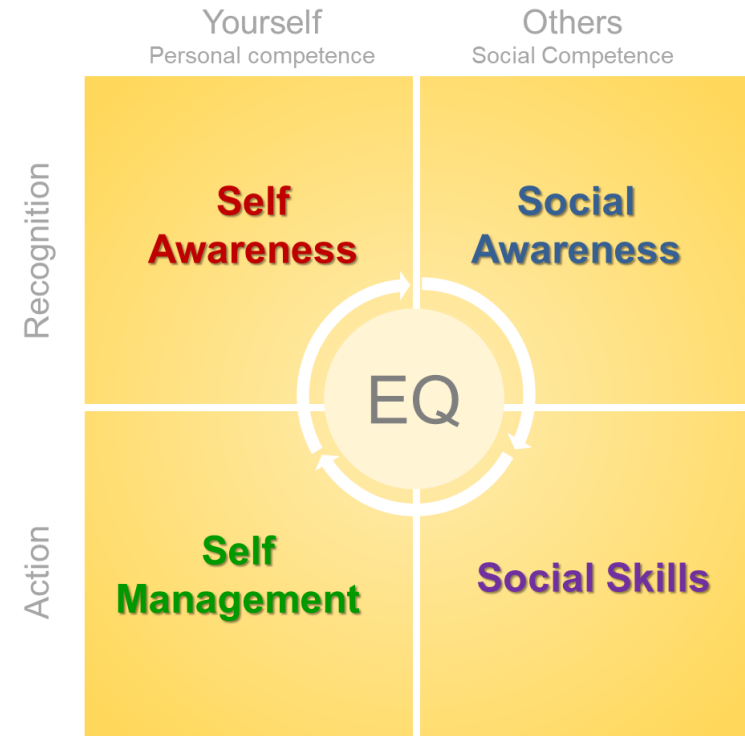 Yourself
Personal competence
Others
Social Competence
Recognition
Self
Awareness
Social
Awareness
EQ
Action
Self
Management
Social Skills